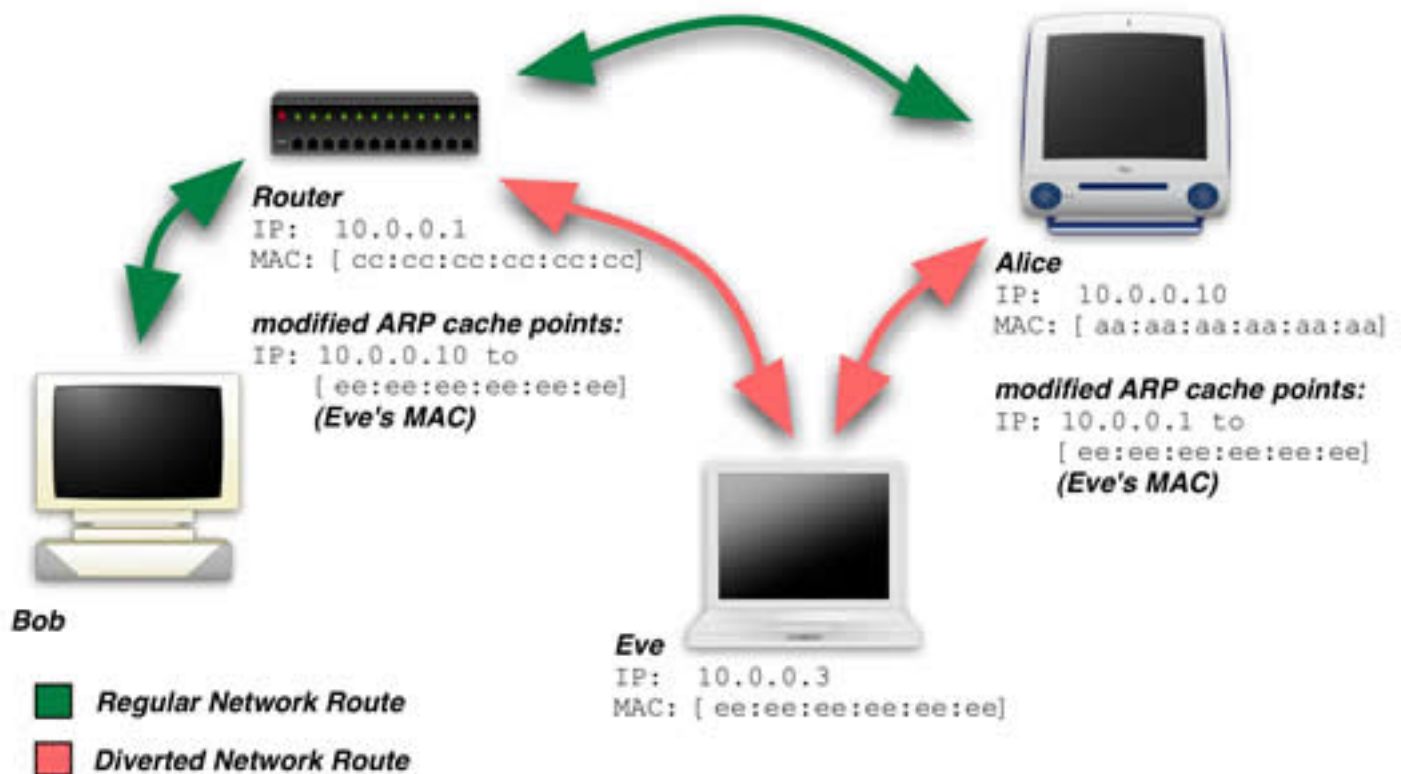 Router
IP: 10.0.0.1
MAC: [ cc:cc:cc:cc:cc:cc]
modified ARP cache points:
IP: 10.0.0.10 to
[ ee:ee:ee:ee:ee:ee]
(Eve's MAC)
Alice
IP: 10.0.0.10
MAC: [ aa:aa:aa:aa:aa:aa]
modified ARP cache points:
IP: 10.0.0.1 to
[ ee:ee:ee:ee:ee:ee]
(Eve's MAC)
Bob
Eve
IP: 10.0.0.3
MAC: [ ee:ee:ee:ee:ee:ee]
Regular Network Route
Diverted Network Route